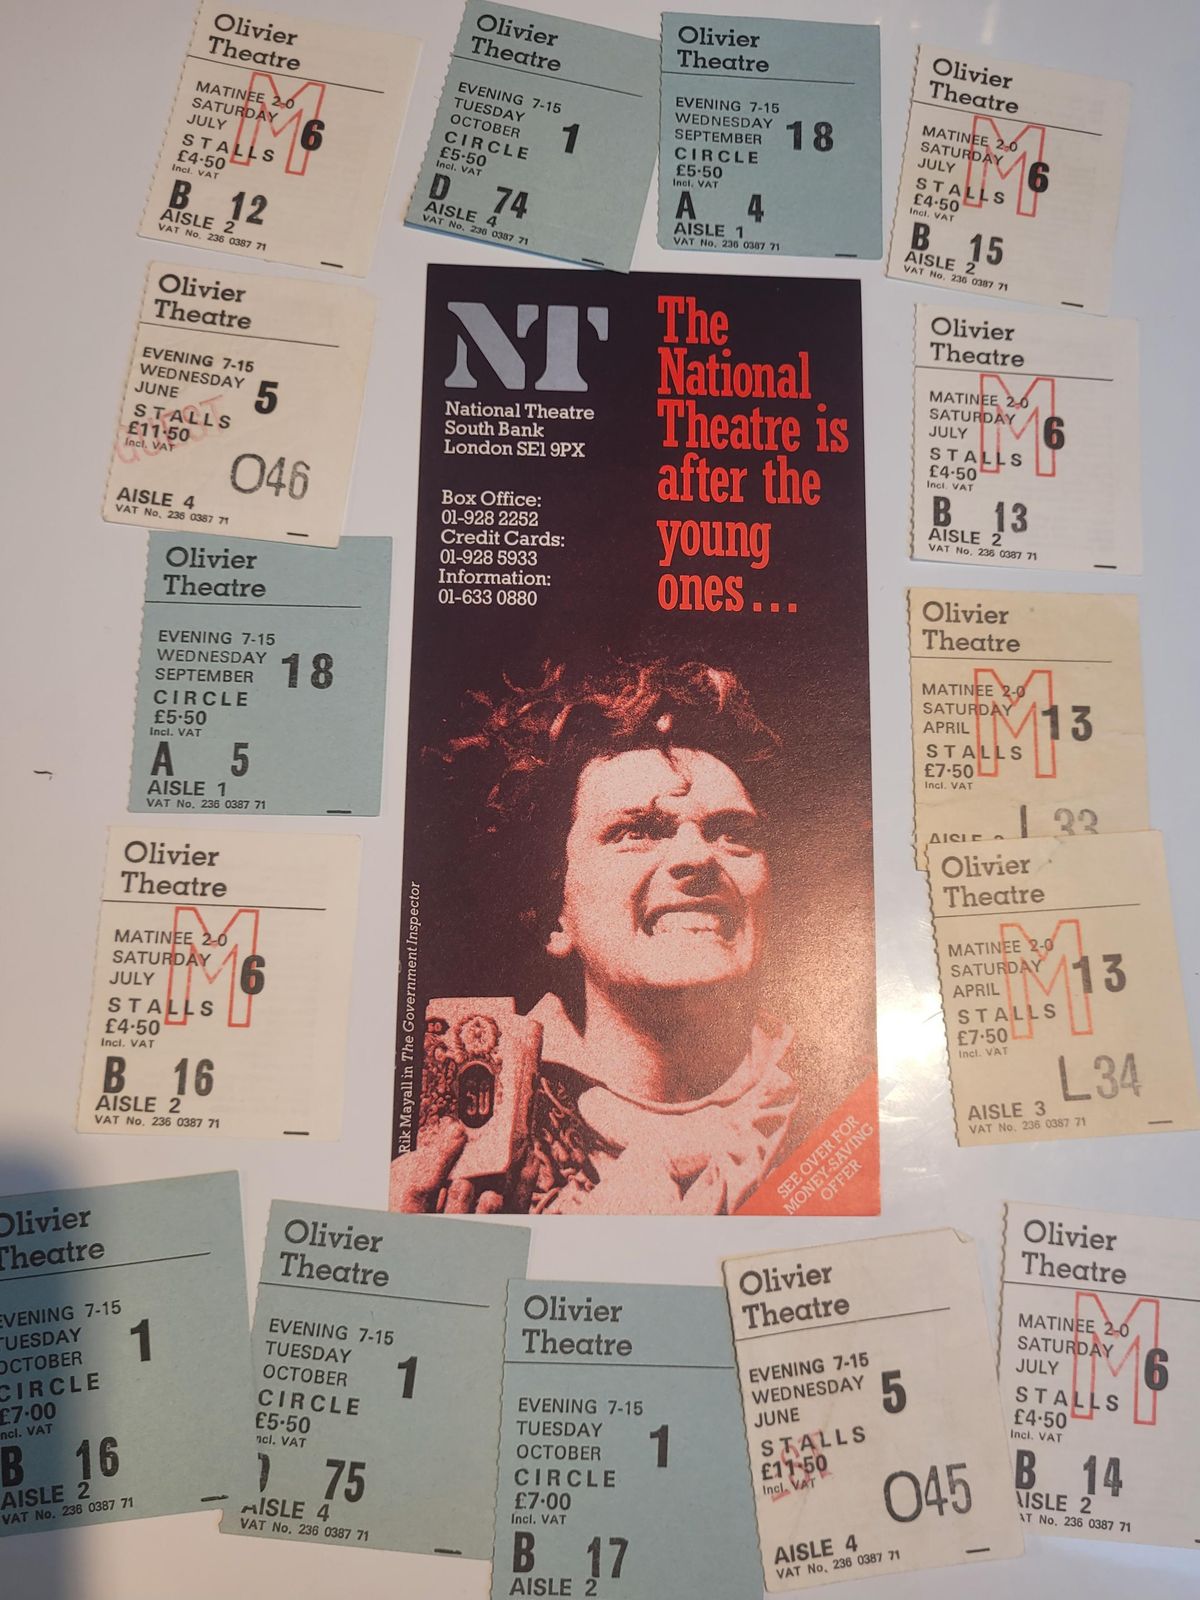 Olivier
Theatre
MATINEE 2-0
SATURDAY
JULY
M
6
STALLS
£4·50
Incl. VAT
B 12
AISLE 2
VAT No. 236 0387 71
Olivier
Theatre
EVENING 7-15
TUESDAY
OCTOBER
1
CIRCLE
£5·50
Incl. VAT
D 74
AISLE 4
VAT No. 236 0387 71
Olivier
Theatre
EVENING 7-15
WEDNESDAY
SEPTEMBER
18
CIRCLE
£5·50
Incl. VAT
A 4
AISLE 1
VAT No. 236 0387 71
Olivier
Theatre
MATINEE 2-0
SATURDAY
JULY
M
6
STALLS
£4·50
Incl. VAT
B 15
AISLE 2
VAT No. 236 0387 71
Olivier
Theatre
EVENING 7-15
WEDNESDAY
JUNE
5
STALLS
£11·50
Incl. VAT
O46
AISLE 4
VAT No. 236 0387 71
NT
National Theatre
South Bank
London SE1 9PX
Box Office:
01-928 2252
Credit Cards:
01-928 5933
Information:
01-633 0880
The
National
Theatre is
after the
young
ones...
Rik Mayall in The Government Inspector
50
SEE OVER FOR
MONEY-SAVING
OFFER
Olivier
Theatre
MATINEE 2-0
SATURDAY
JULY
M
6
STALLS
£4·50
Incl. VAT
B 13
AISLE 2
VAT No. 236 0387 71
Olivier
Theatre
EVENING 7-15
WEDNESDAY
SEPTEMBER
18
CIRCLE
£5·50
Incl. VAT
A 5
AISLE 1
VAT No. 236 0387 71
Olivier
Theatre
MATINEE 2-0
SATURDAY
APRIL
M
13
STALLS
£7·50
Incl. VAT
L 33
AISLE
Olivier
Theatre
MATINEE 2-0
SATURDAY
JULY
M
6
STALLS
£4·50
Incl. VAT
B 16
AISLE 2
VAT No. 236 0387 71
Olivier
Theatre
MATINEE 2-0
SATURDAY
APRIL
M
13
STALLS
£7·50
Incl. VAT
L34
AISLE 3
VAT No. 236 0387 71
Olivier
Theatre
EVENING 7-15
TUESDAY
OCTOBER
1
CIRCLE
£7·00
Incl. VAT
B 16
AISLE 2
VAT No. 236 0387 71
Olivier
Theatre
EVENING 7-15
TUESDAY
OCTOBER
1
CIRCLE
£5·50
Incl. VAT
75
AISLE 4
VAT No. 236 0387 71
Olivier
Theatre
EVENING 7-15
TUESDAY
OCTOBER
1
CIRCLE
£7·00
Incl. VAT
B 17
AISLE 2
Olivier
Theatre
EVENING 7-15
WEDNESDAY
JUNE
5
STALLS
£11·50
Incl. VAT
O45
AISLE 4
VAT No. 236 0387 71
Olivier
Theatre
MATINEE 2-0
SATURDAY
JULY
M
6
STALLS
£4·50
Incl. VAT
B 14
AISLE 2
VAT No. 236 0387 71